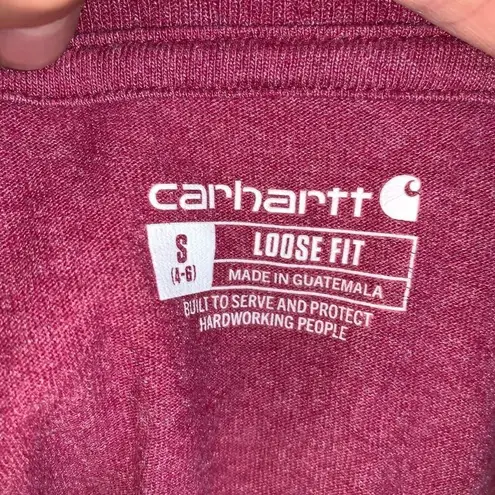 carhartt
S
(4-6)
LOOSE FIT
MADE IN GUATEMALA
BUILT TO SERVE AND PROTECT
HARDWORKING PEOPLE